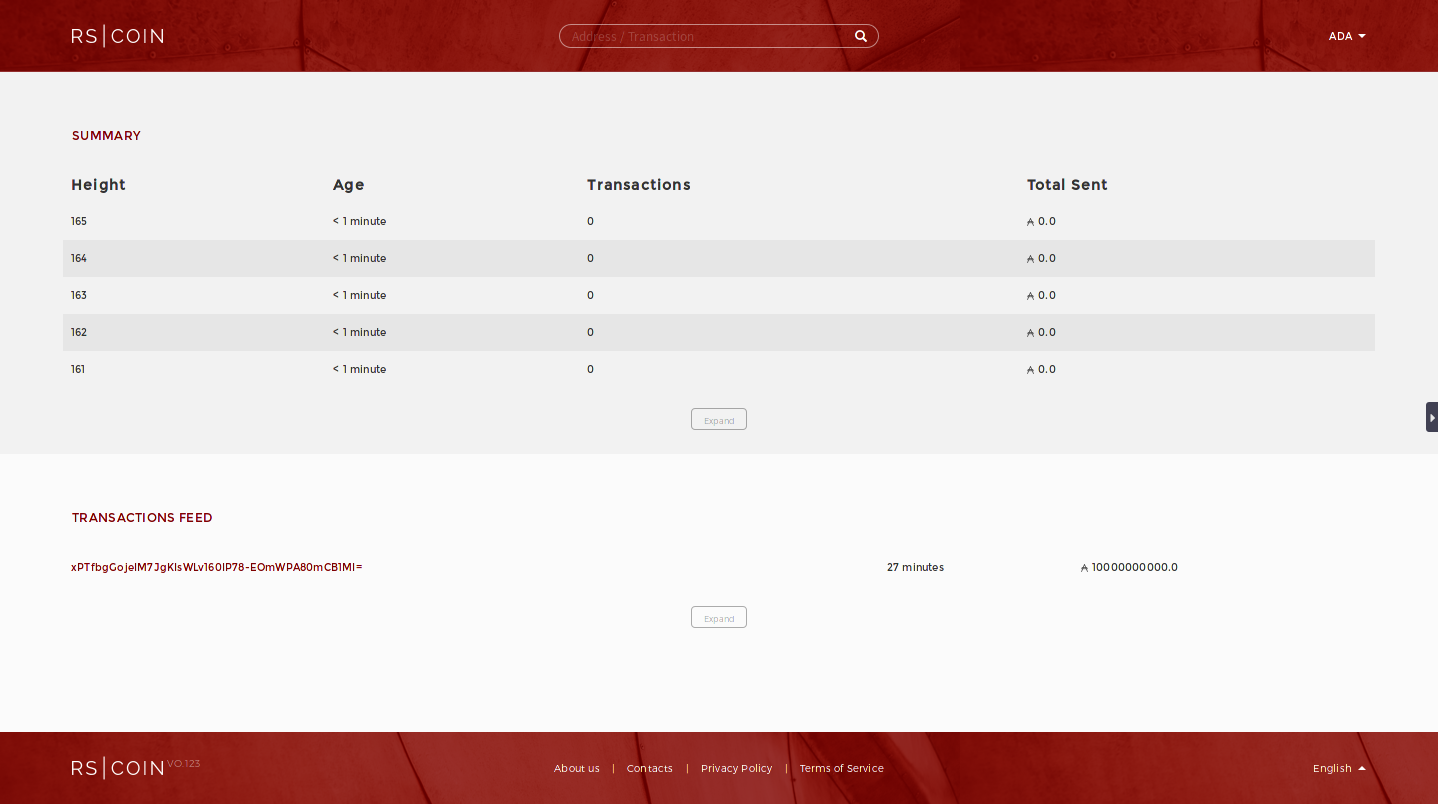 RS|COIN
Address / Transaction
ADA
SUMMARY
Height Age Transactions Total Sent
165 < 1 minute 0 ₳ 0.0
164 < 1 minute 0 ₳ 0.0
163 < 1 minute 0 ₳ 0.0
162 < 1 minute 0 ₳ 0.0
161 < 1 minute 0 ₳ 0.0
Expand
TRANSACTIONS FEED
27 minutes ₳ 10000000000.0
Expand
RS|COIN V0.123
About us | Contacts | Privacy Policy | Terms of Service
English